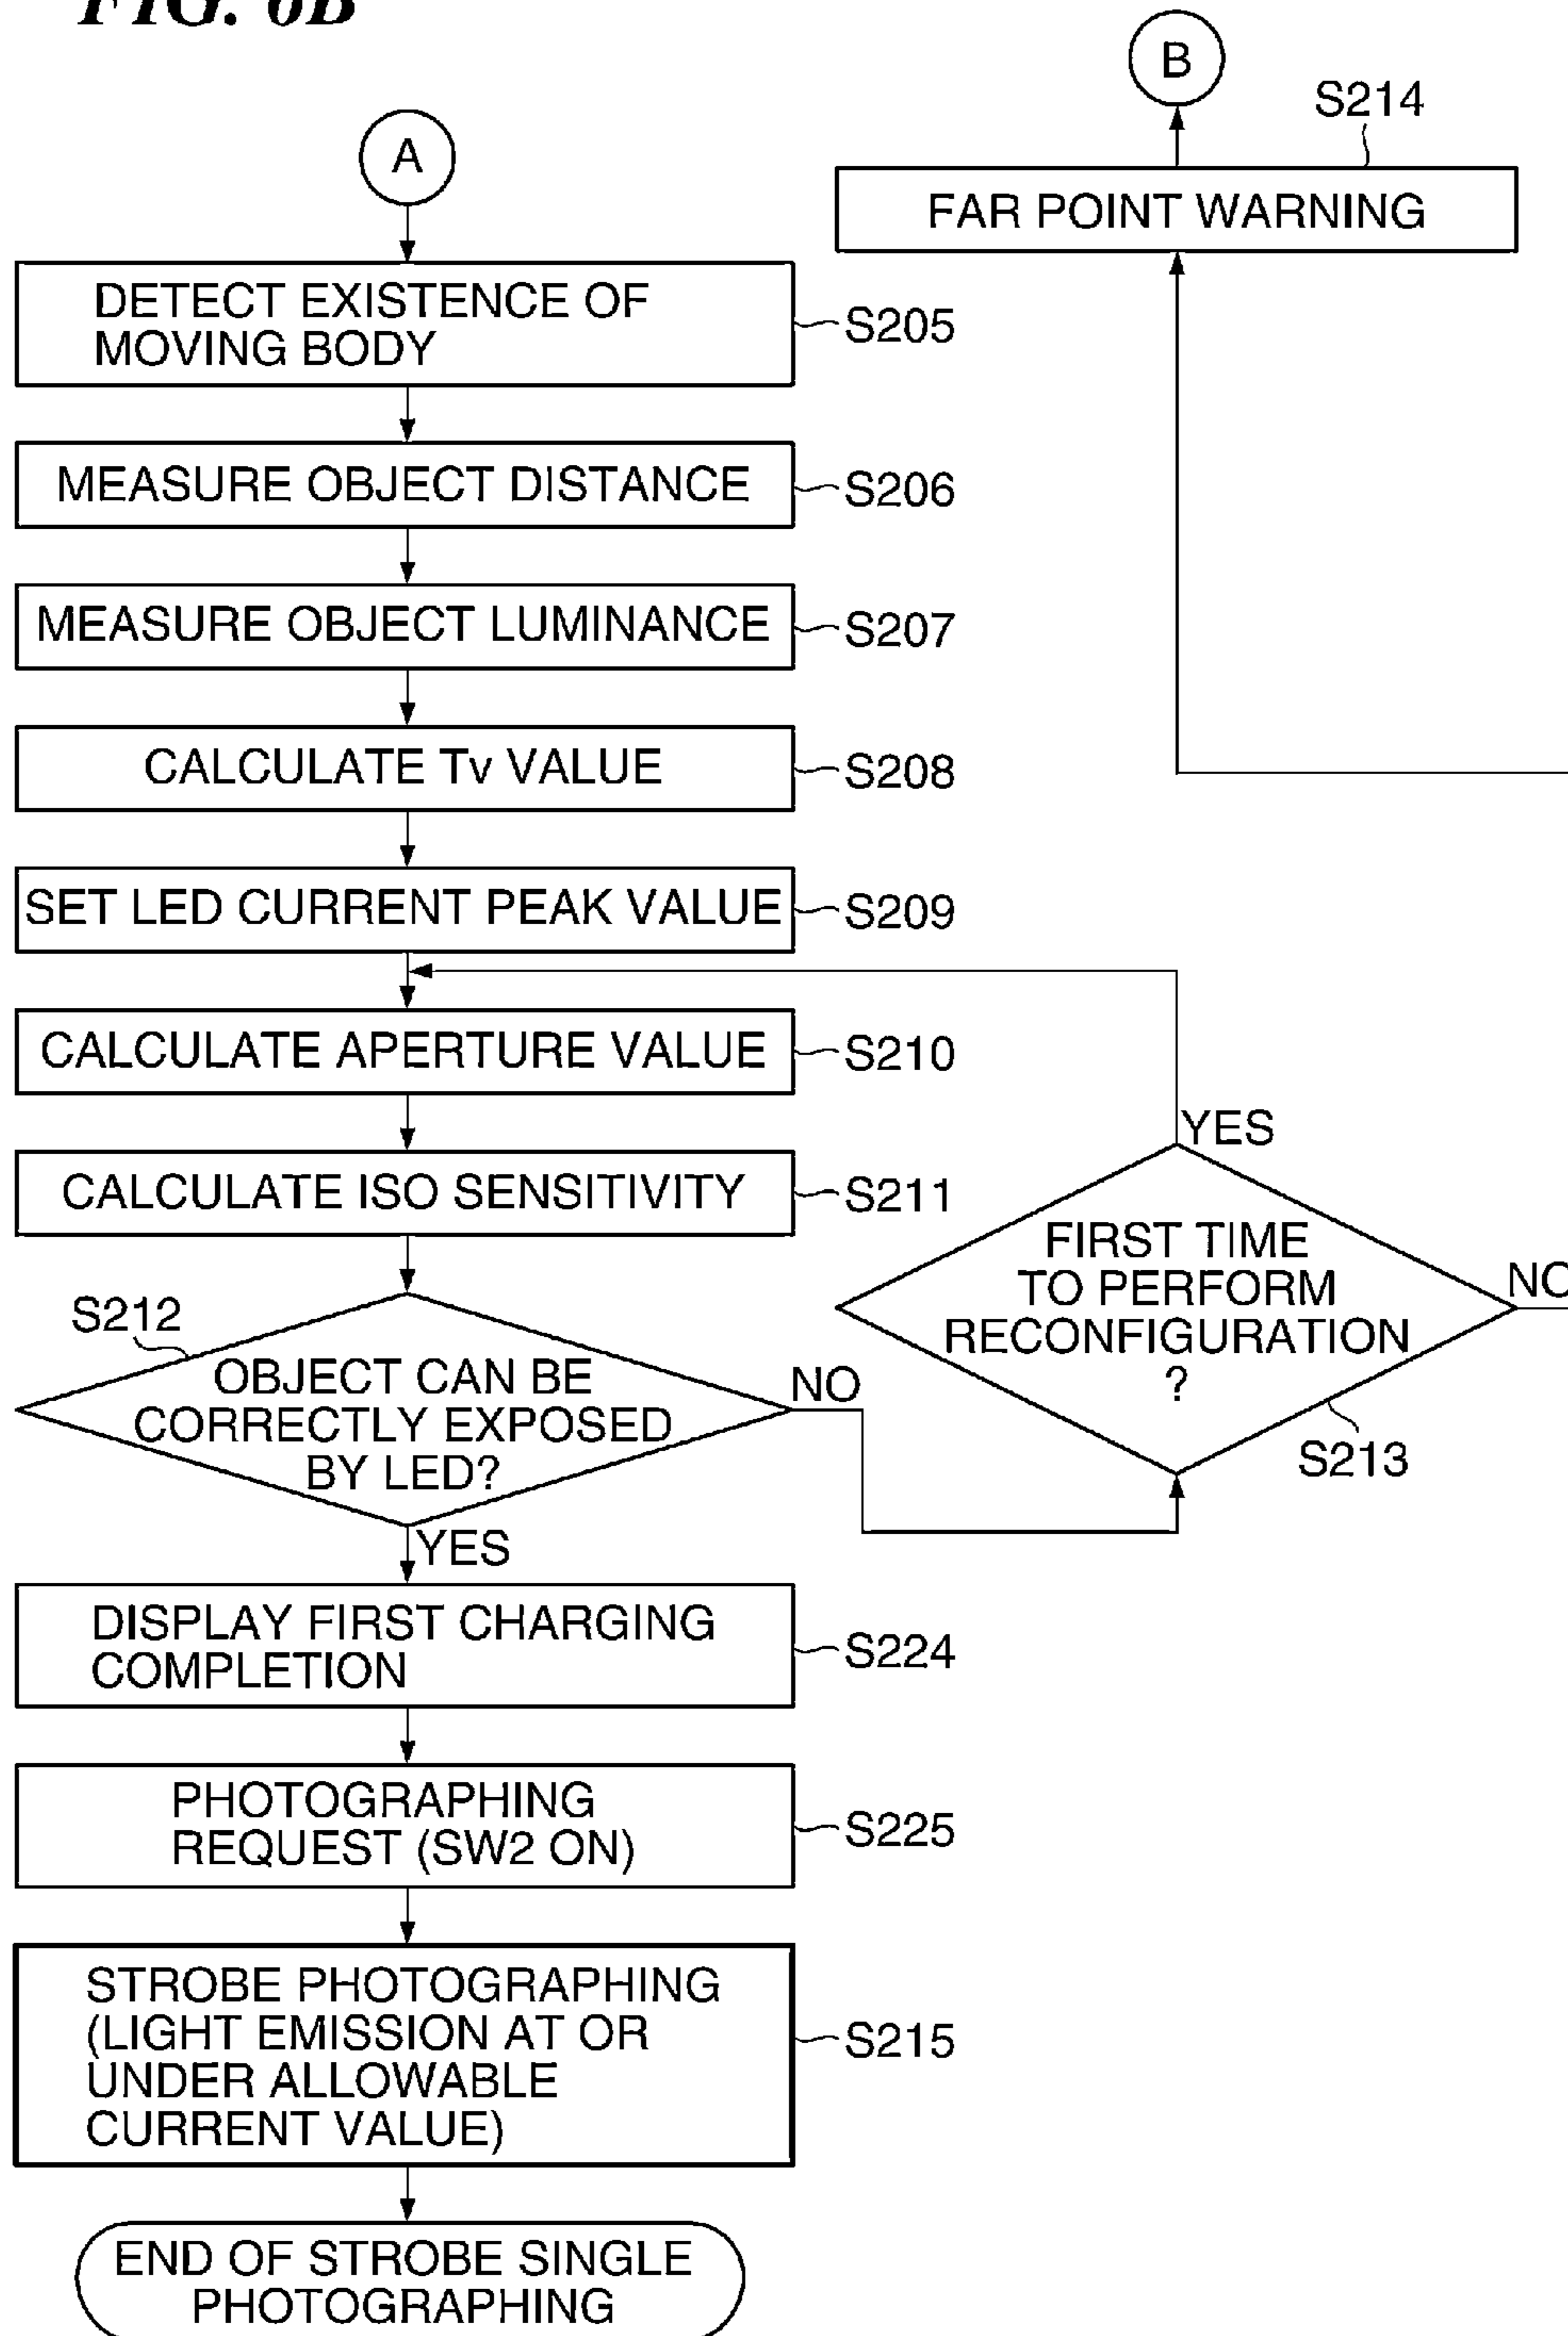 FIG. 6B
A
DETECT EXISTENCE OF
MOVING BODY
S205
MEASURE OBJECT DISTANCE
S206
MEASURE OBJECT LUMINANCE
S207
CALCULATE Tv VALUE
S208
SET LED CURRENT PEAK VALUE
S209
CALCULATE APERTURE VALUE
S210
CALCULATE ISO SENSITIVITY
S211
S212
OBJECT CAN BE
CORRECTLY EXPOSED
BY LED?
NO
YES
DISPLAY FIRST CHARGING
COMPLETION
S224
PHOTOGRAPHING
REQUEST (SW2 ON)
S225
STROBE PHOTOGRAPHING
(LIGHT EMISSION AT OR
UNDER ALLOWABLE
CURRENT VALUE)
S215
END OF STROBE SINGLE
PHOTOGRAPHING
B
S214
FAR POINT WARNING
YES
FIRST TIME
TO PERFORM
RECONFIGURATION
?
NO
S213